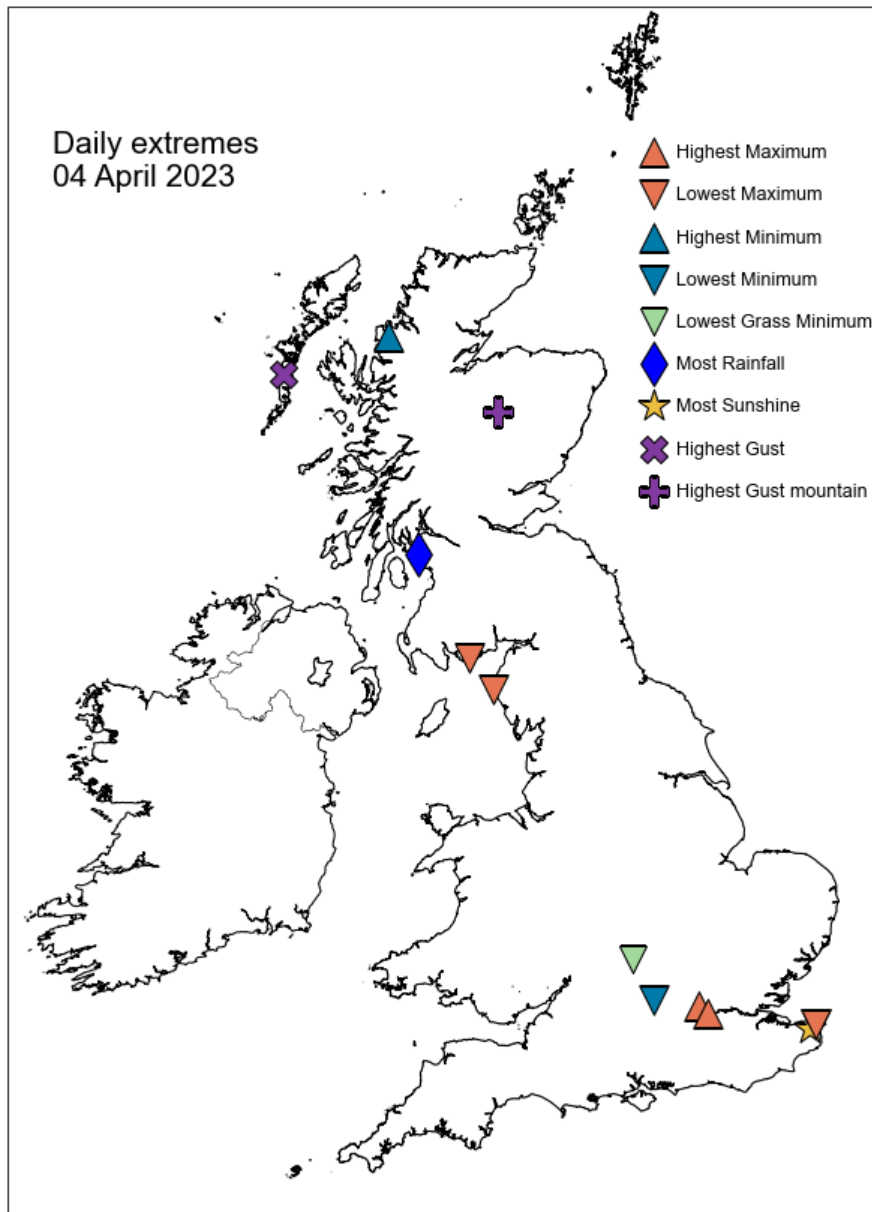 Daily extremes
04 April 2023
Highest Maximum
Lowest Maximum
Highest Minimum
Lowest Minimum
Lowest Grass Minimum
Most Rainfall
Most Sunshine
Highest Gust
Highest Gust mountain